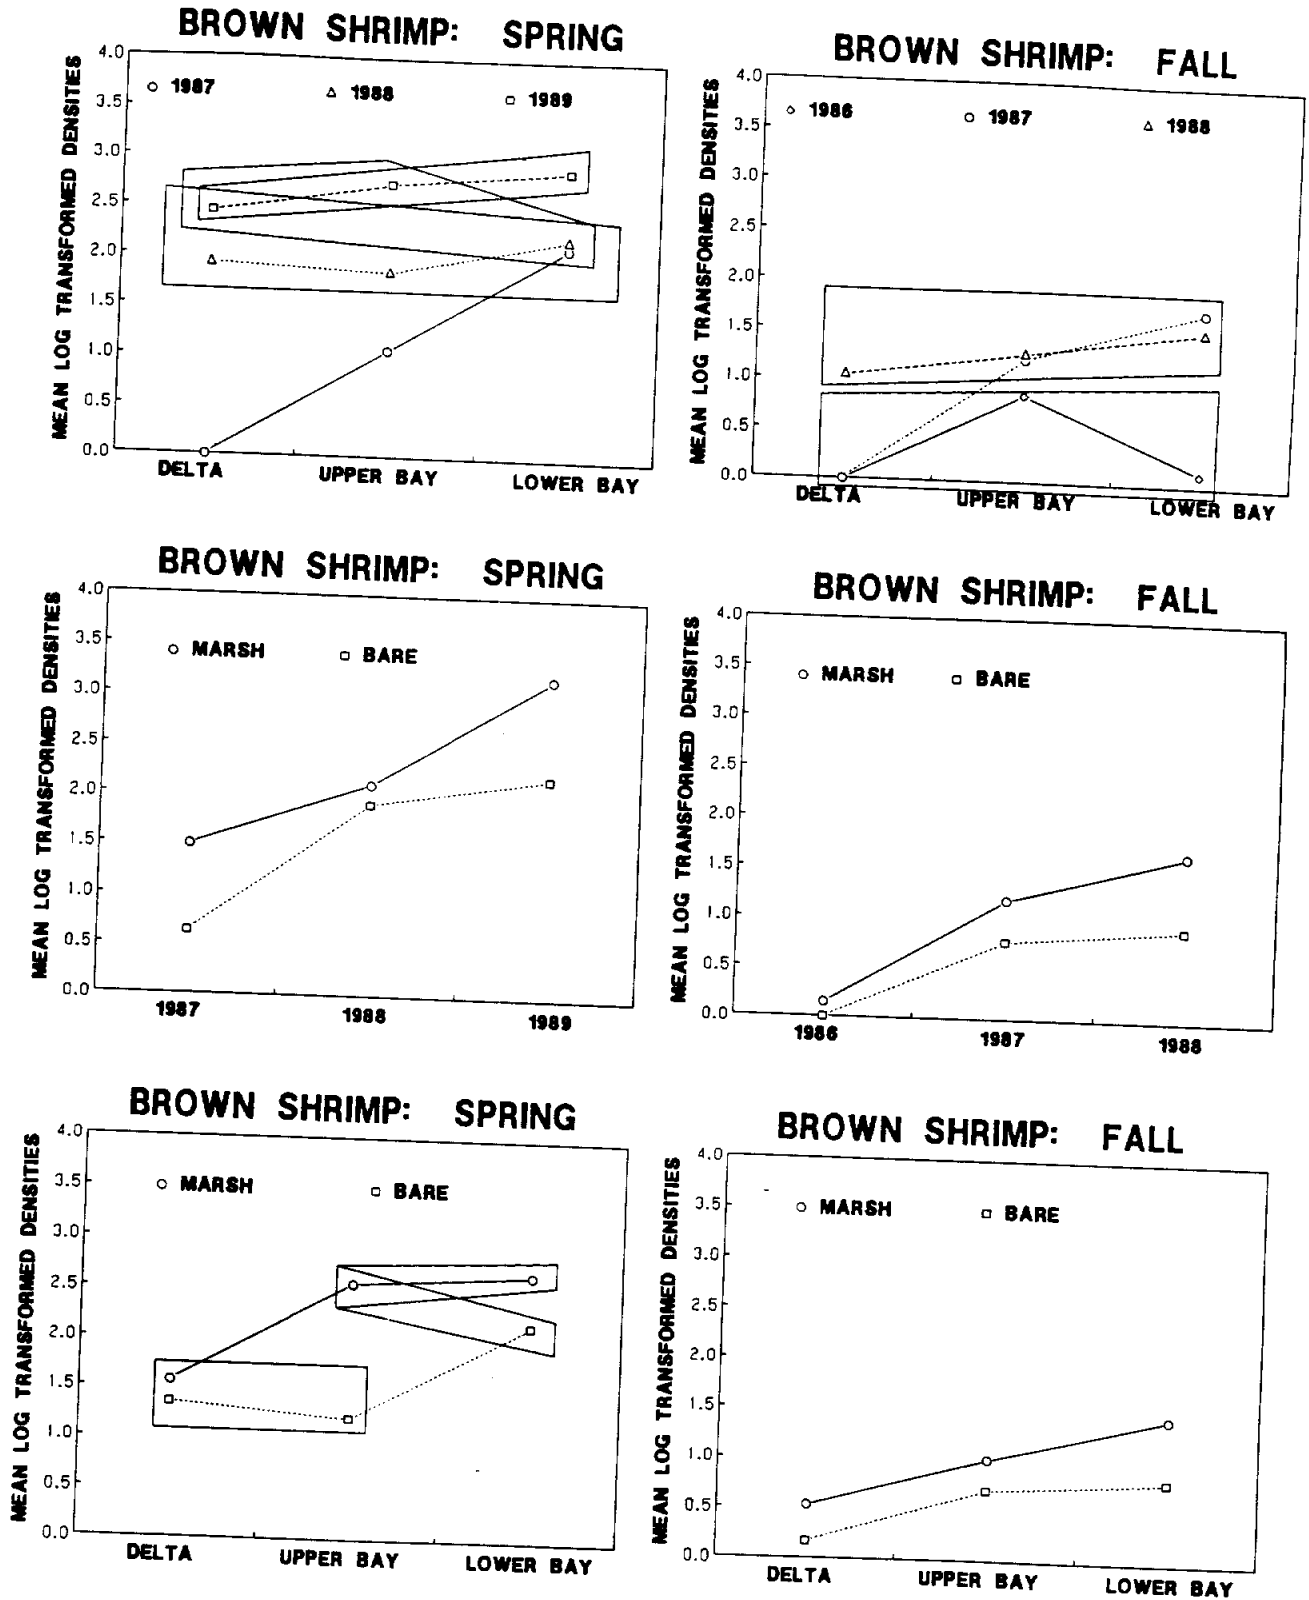 BROWN SHRIMP: SPRING
MEAN LOG TRANSFORMED DENSITIES
4.0
3.5
3.0
2.5
2.0
1.5
1.0
0.5
0.0
1987 1988 1989
DELTA UPPER BAY LOWER BAY
BROWN SHRIMP: FALL
MEAN LOG TRANSFORMED DENSITIES
4.0
3.5
3.0
2.5
2.0
1.5
1.0
0.5
0.0
1986 1987 1988
DELTA UPPER BAY LOWER BAY
BROWN SHRIMP: SPRING
MEAN LOG TRANSFORMED DENSITIES
4.0
3.5
3.0
2.5
2.0
1.5
1.0
0.5
0.0
MARSH BARE
1987 1988 1989
BROWN SHRIMP: FALL
MEAN LOG TRANSFORMED DENSITIES
4.0
3.5
3.0
2.5
2.0
1.5
1.0
0.5
0.0
MARSH BARE
1986 1987 1988
BROWN SHRIMP: SPRING
MEAN LOG TRANSFORMED DENSITIES
4.0
3.5
3.0
2.5
2.0
1.5
1.0
0.5
0.0
MARSH BARE
DELTA UPPER BAY LOWER BAY
BROWN SHRIMP: FALL
MEAN LOG TRANSFORMED DENSITIES
4.0
3.5
3.0
2.5
2.0
1.5
1.0
0.5
0.0
MARSH BARE
DELTA UPPER BAY LOWER BAY